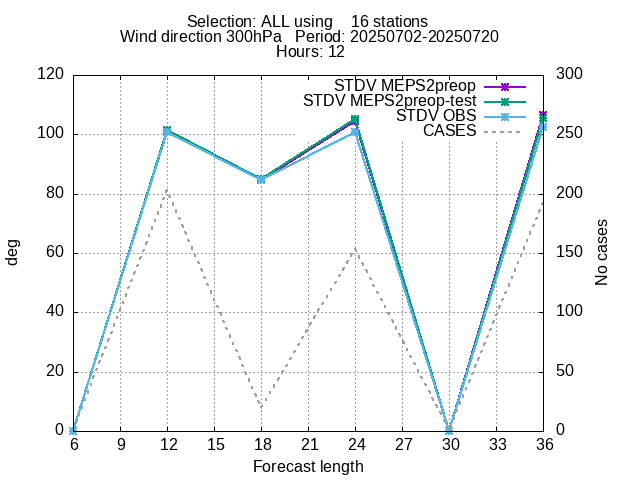 Selection: ALL using    16 stations
Wind direction 300hPa   Period: 20250702-20250720
Hours: 12
STDV MEPS2preop
STDV MEPS2preop-test
STDV OBS
CASES
120
100
80
60
40
20
0
deg
300
250
200
150
100
50
0
No cases
6 9 12 15 18 21 24 27 30 33 36
Forecast length